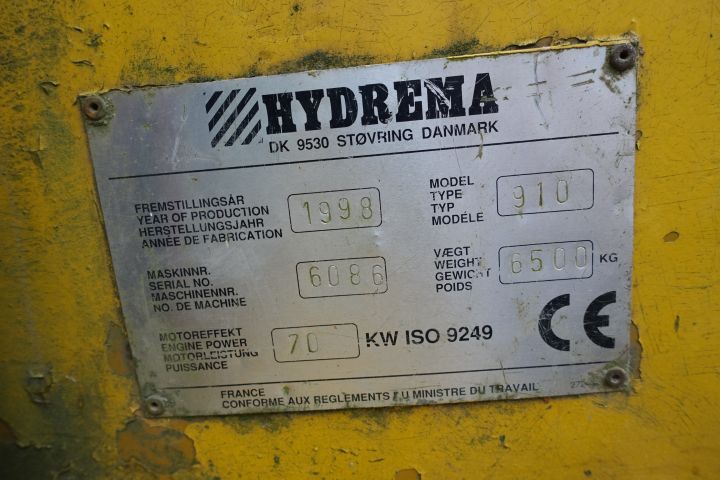 HYDREMA
DK 9530 STØVRING DANMARK
FREMSTILLINGSÅR
YEAR OF PRODUCTION
HERSTELLUNGSJAHR
ANNÉE DE FABRICATION
1998
MODEL
TYPE
TYP
MODÉLE
910
MASKINNR.
SERIAL NO.
MASCHINENNR.
NO. DE MACHINE
6086
VÆGT
WEIGHT
GEWICHT
POIDS
6500 KG
MOTOREFFEKT
ENGINE POWER
MOTORLEISTUNG
PUISSANCE
70 KW ISO 9249
CE
FRANCE
CONFORME AUX REGLEMENTS DU MINISTRE DU TRAVAIL